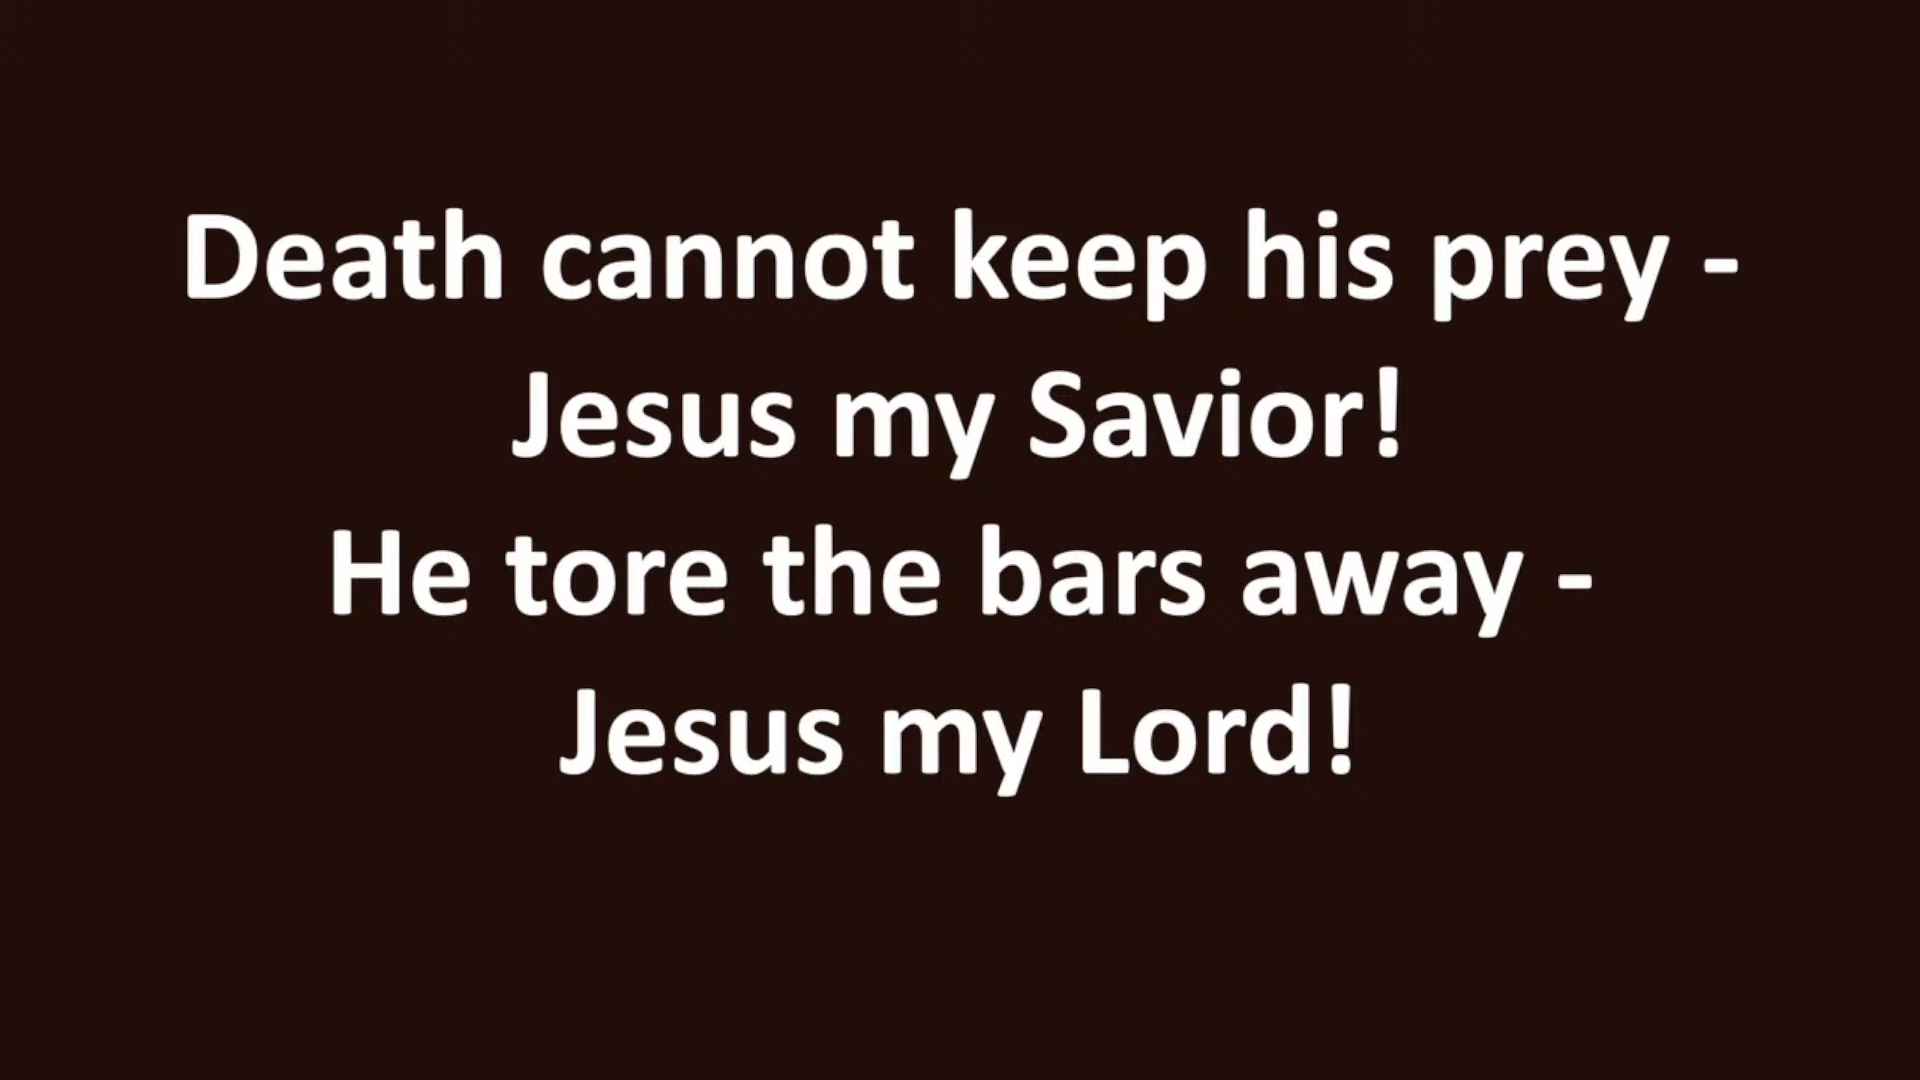 Death cannot keep his prey -
Jesus my Savior!
He tore the bars away -
Jesus my Lord!